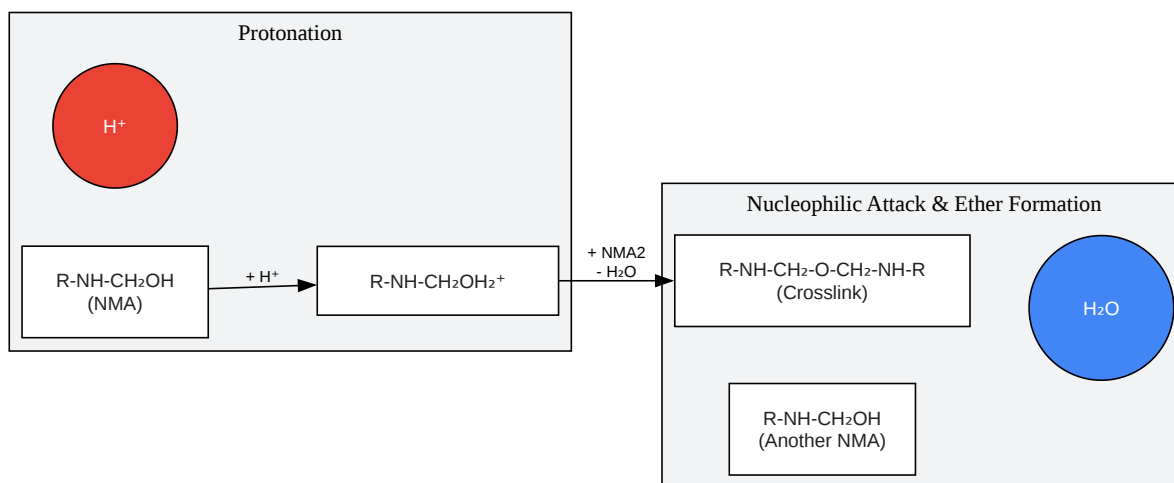 Protonation
H⁺
R-NH-CH₂OH
(NMA)
+ H⁺
R-NH-CH₂OH₂⁺
+ NMA2
- H₂O
Nucleophilic Attack & Ether Formation
R-NH-CH₂-O-CH₂-NH-R
(Crosslink)
H₂O
R-NH-CH₂OH
(Another NMA)